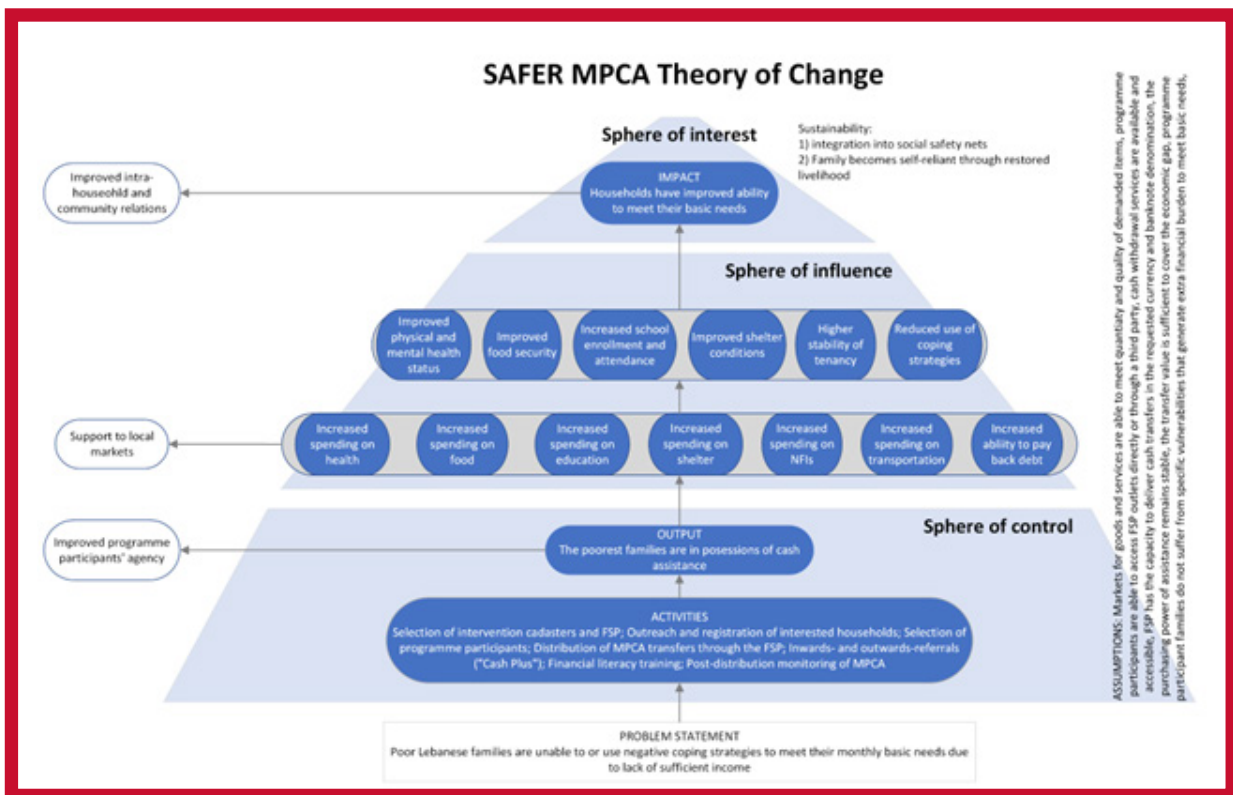 SAFER MPCA Theory of Change
Sphere of interest
Sustainability:
1) integration into social safety nets
2) Family becomes self-reliant through restored
livelihood
Improved intra-
houseohld and
community relations
IMPACT
Households have improved ability
to meet their basic needs
Sphere of influence
Improved
physical and
mental health
status
Improved
food security
Increased school
enrollment and
attendance
Improved shelter
conditions
Higher
stability of
tenancy
Reduced use of
coping
strategies
Support to local
markets
Increased
spending on
health
Increased
spending on
food
Increased
spending on
education
Increased
spending on
shelter
Increased
spending on
NFIs
Increased
spending on
transportation
Increased
ability to pay
back debt
Sphere of control
Improved programme
participants' agency
OUTPUT
The poorest families are in posessions of cash
assistance
ACTIVITIES
Selection of intervention cadasters and FSP; Outreach and registration of interested households; Selection of
programme participants; Distribution of MPCA transfers through the FSP; Inwards- and outwards-referrals
("Cash Plus"); Financial literacy training; Post-distribution monitoring of MPCA
PROBLEM STATEMENT
Poor Lebanese families are unable to or use negative coping strategies to meet their monthly basic needs due
to lack of sufficient income
ASSUMPTIONS: Markets for goods and services are able to meet quantiaty and quality of demanded items, programme
participants are able to access FSP outlets directly or through a third party, cash withdrawal services are available and
accessible, FSP has the capacity to deliver cash transfers in the requested currency and banknote denomination, the
purchasing power of assistance remains stable, the transfer value is sufficient to cover the economic gap, programme
participant families do not suffer from specific vulnerabilities that generate extra financial burden to meet basic needs,